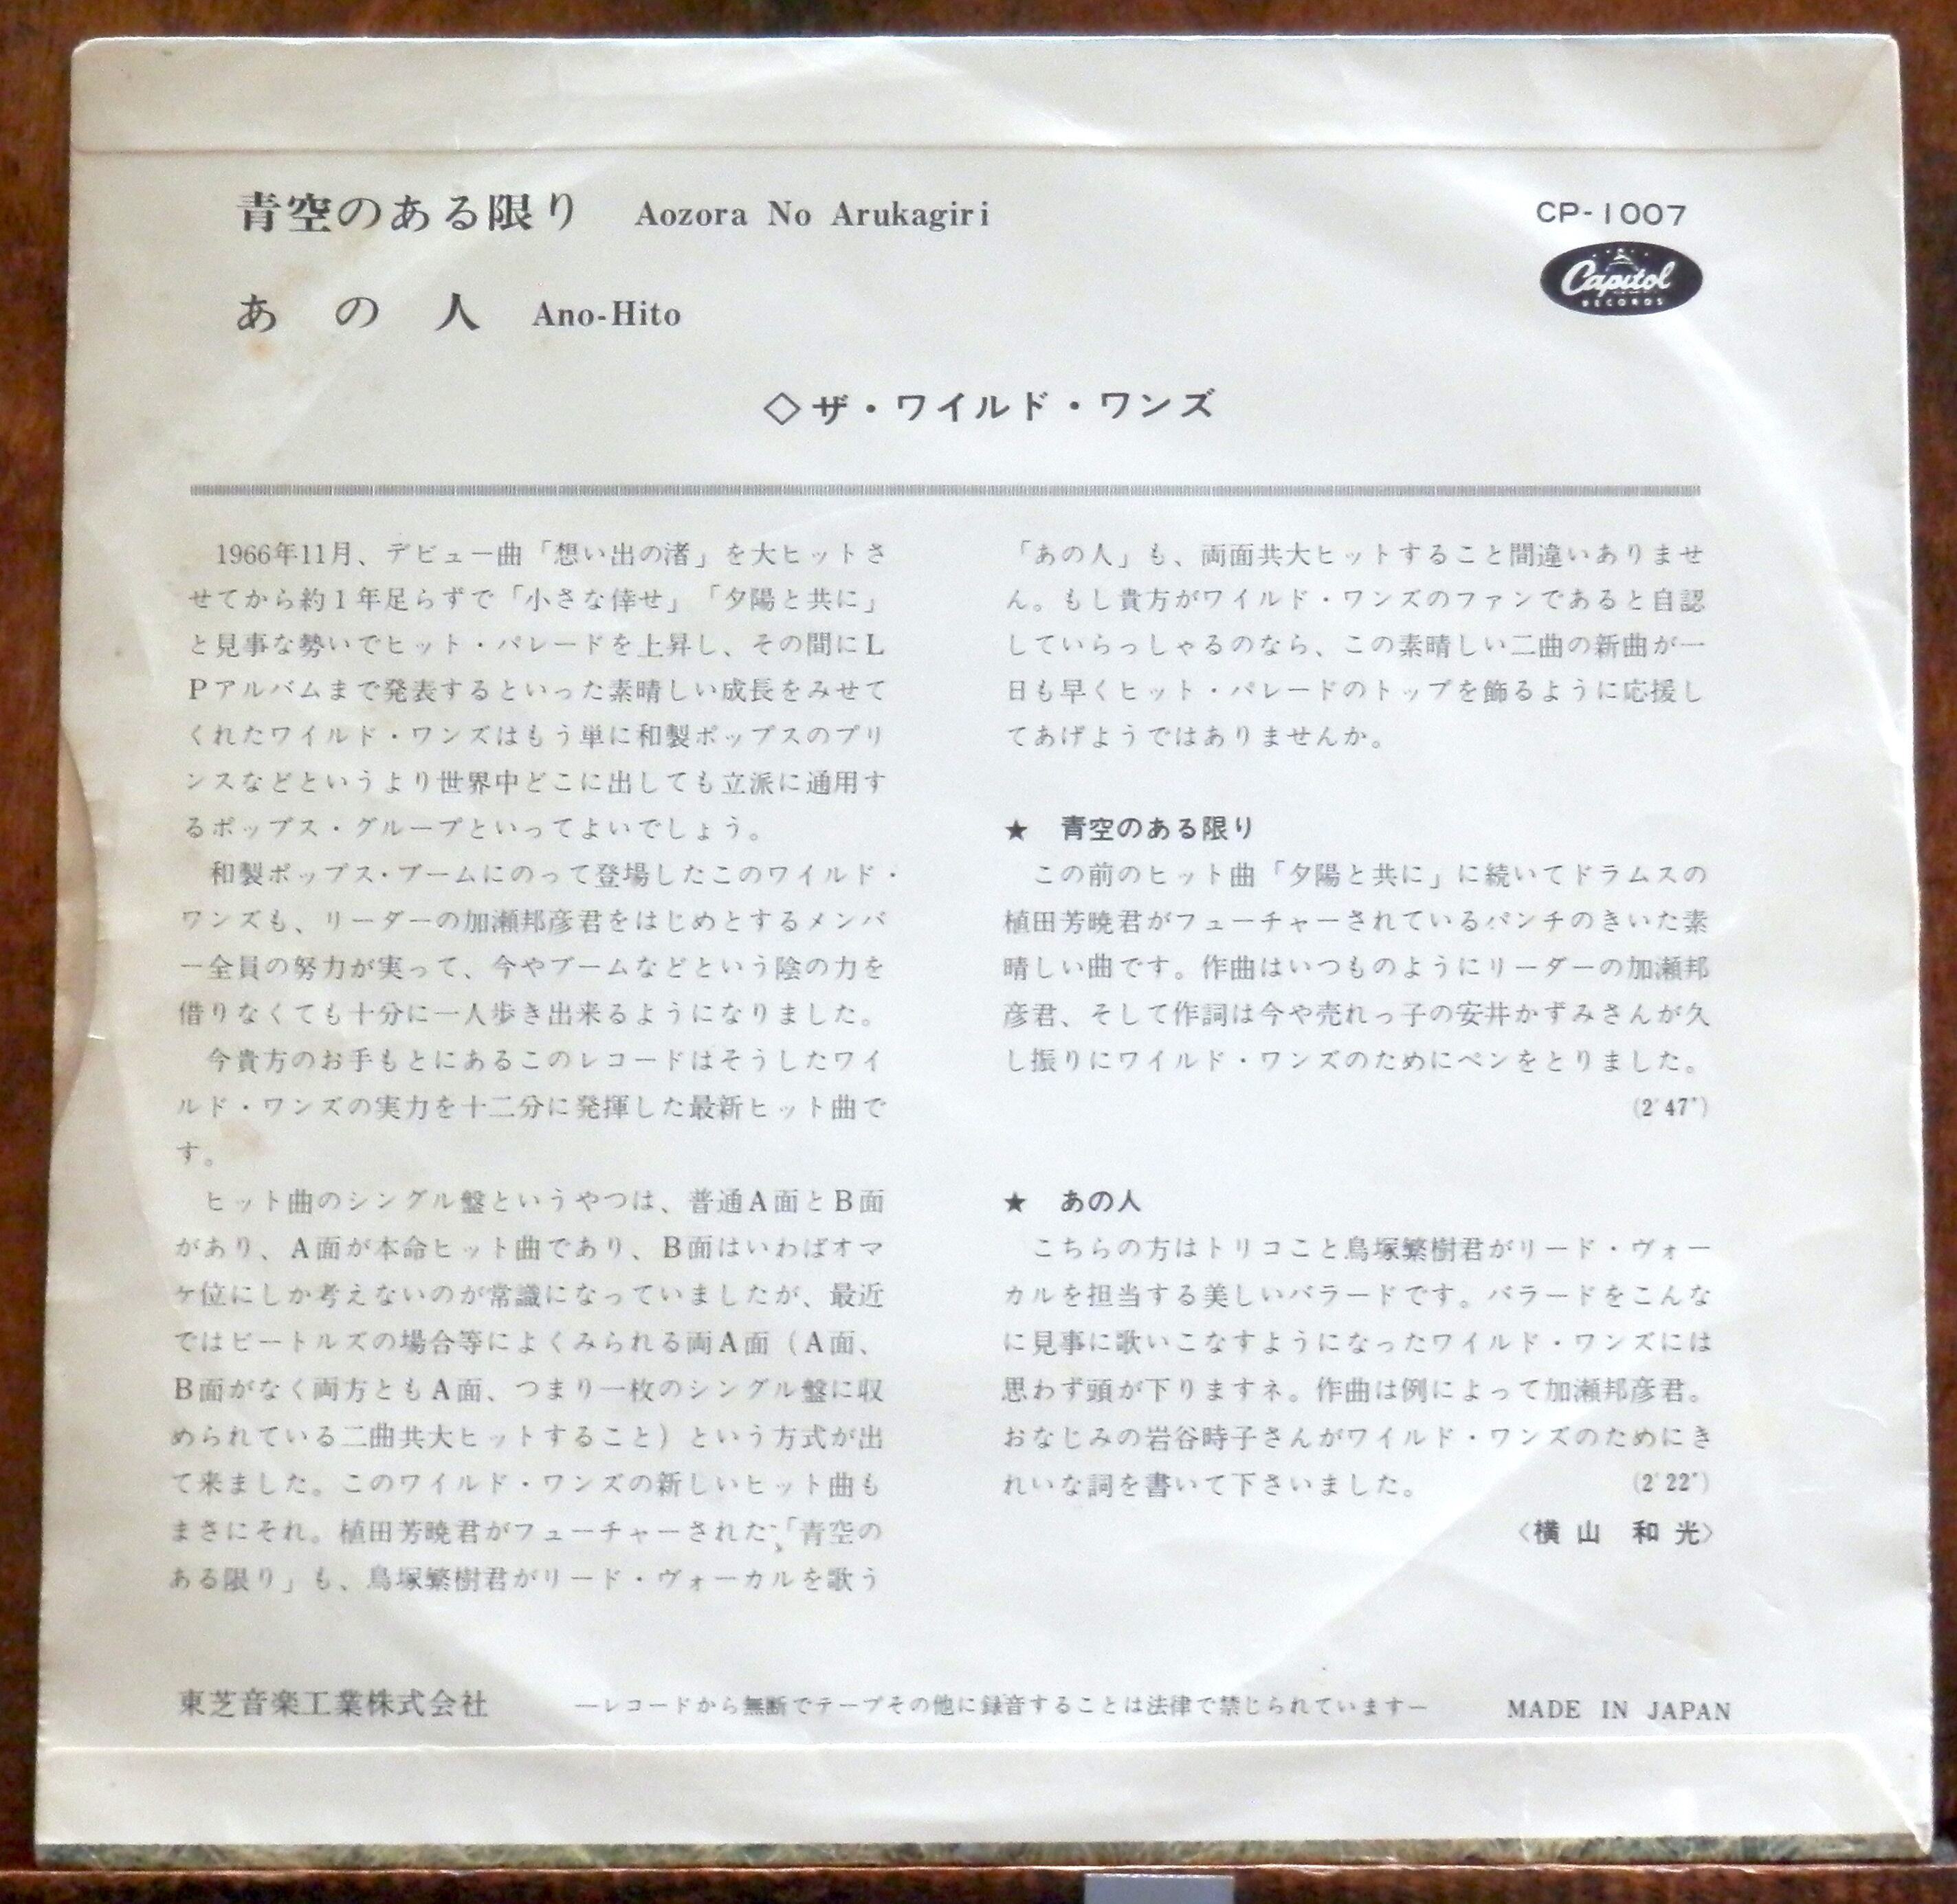 青空のある限り Aozora No Arukagiri
CP-1007
Capitol
RECORDS
あの人 Ano-Hito
◇ザ・ワイルド・ワンズ
1966年11月、デビュー曲「想い出の渚」を大ヒットさ
せてから約1年足らずで「小さな倖せ」「夕陽と共に」
と見事な勢いでヒット・パレードを上昇し、その間にL
Pアルバムまで発表するといった素晴しい成長をみせて
くれたワイルド・ワンズはもう単に和製ポップスのプリ
ンスなどというより世界中どこに出しても立派に通用す
るポップス・グループといってよいでしょう。
和製ポップス・ブームにのって登場したこのワイルド・
ワンズも、リーダーの加瀬邦彦君をはじめとするメンバ
ー全員の努力が実って、今やブームなどという陰の力を
借りなくても十分に一人歩き出来るようになりました。
今貴方のお手もとにあるこのレコードはそうしたワイ
ルド・ワンズの実力を十二分に発揮した最新ヒット曲で
す。
ヒット曲のシングル盤というやつは、普通A面とB面
があり、A面が本命ヒット曲であり、B面はいわばオマ
ケ位にしか考えないのが常識になっていましたが、最近
ではビートルズの場合等によくみられる両A面(A面、
B面がなく両方ともA面、つまり一枚のシングル盤に収
められている二曲共大ヒットすること)という方式が出
て来ました。このワイルド・ワンズの新しいヒット曲も
まさにそれ。植田芳暁君がフューチャーされた「青空の
ある限り」も、鳥塚繁樹君がリード・ヴォーカルを歌う
「あの人」も、両面共大ヒットすること間違いありませ
ん。もし貴方がワイルド・ワンズのファンであると自認
していらっしゃるのなら、この素晴しい二曲の新曲が一
日も早くヒット・パレードのトップを飾るように応援し
てあげようではありませんか。
★ 青空のある限り
この前のヒット曲「夕陽と共に」に続いてドラムスの
植田芳暁君がフューチャーされているパンチのきいた素
晴しい曲です。作曲はいつものようにリーダーの加瀬邦
彦君、そして作詞は今や売れっ子の安井かずみさんが久
し振りにワイルド・ワンズのためにペンをとりました。
(2'47")
★ あの人
こちらの方はトリコこと鳥塚繁樹君がリード・ヴォー
カルを担当する美しいバラードです。バラードをこんな
に見事に歌いこなすようになったワイルド・ワンズには
思わず頭が下りますネ。作曲は例によって加瀬邦彦君。
おなじみの岩谷時子さんがワイルド・ワンズのためにき
れいな詞を書いて下さいました。 (2'22")
〈横山 和光〉
東芝音楽工業株式会社 ―レコードから無断でテープその他に録音することは法律で禁じられています― MADE IN JAPAN